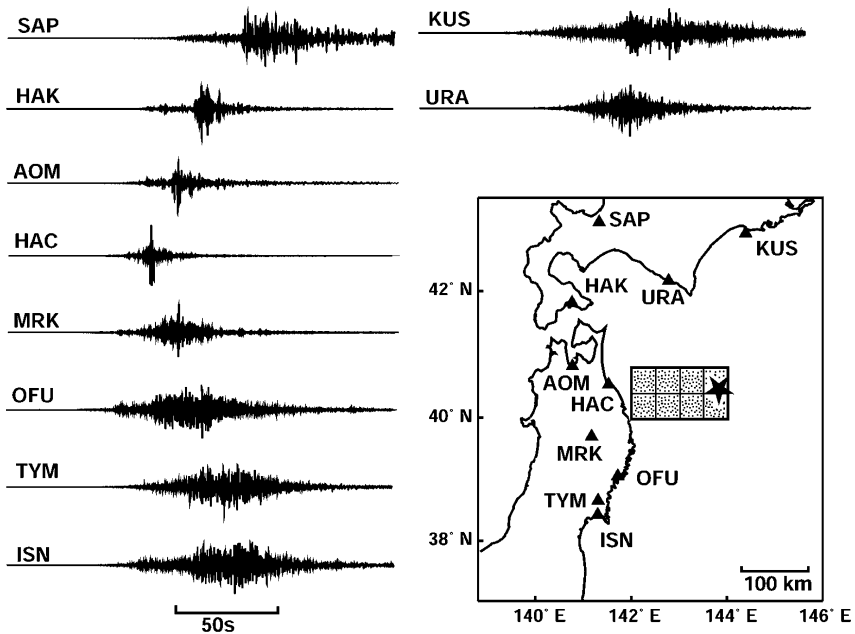 SAP
HAK
AOM
HAC
MRK
OFU
TYM
ISN
50s
KUS
URA
SAP
KUS
HAK
URA
42° N
AOM
HAC
40° N
MRK
OFU
TYM
38° N
ISN
100 km
140° E 142° E 144° E 146° E